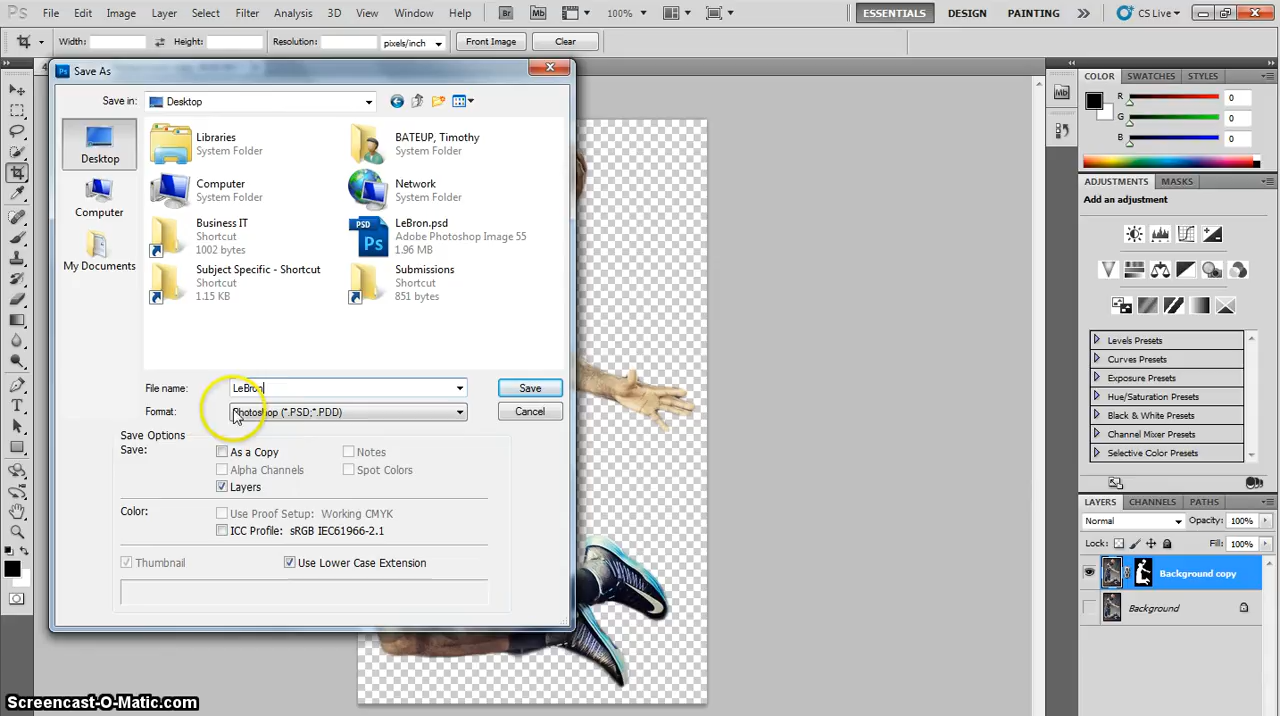 Ps File Edit Image Layer Select Filter Analysis 3D View Window Help Br Mb 100% ESSENTIALS DESIGN PAINTING CS Live
Width: Height: Resolution: pixels/inch Front Image Clear
Ps Save As
Save in: Desktop
Desktop
Computer
My Documents
Libraries
System Folder
BATEUP, Timothy
System Folder
Computer
System Folder
Network
System Folder
Business IT
Shortcut
1002 bytes
PSD
Ps
LeBron.psd
Adobe Photoshop Image 55
1.96 MB
Subject Specific - Shortcut
Shortcut
1.15 KB
Submissions
Shortcut
851 bytes
File name: LeBron Save
Format: Photoshop (*.PSD;*.PDD) Cancel
Save Options
Save: As a Copy Notes
Alpha Channels Spot Colors
Layers
Color: Use Proof Setup: Working CMYK
ICC Profile: sRGB IEC61966-2.1
Thumbnail Use Lower Case Extension
COLOR SWATCHES STYLES
Mb
R 0
G 0
B 0
ADJUSTMENTS MASKS
Add an adjustment
Levels Presets
Curves Presets
Exposure Presets
Hue/Saturation Presets
Black & White Presets
Channel Mixer Presets
Selective Color Presets
LAYERS CHANNELS PATHS
Normal Opacity: 100%
Lock: Fill: 100%
Background copy
Background
Screencast-O-Matic.com